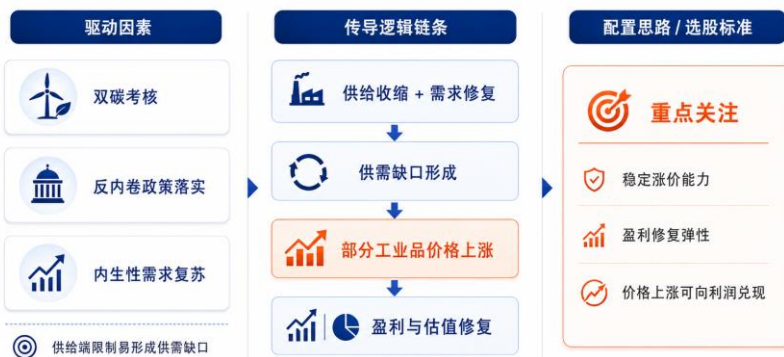 驱动因素
双碳考核
反内卷政策落实
内生性需求复苏
供给端限制易形成供需缺口
传导逻辑链条
供给收缩 + 需求修复
供需缺口形成
部分工业品价格上涨
盈利与估值修复
配置思路 / 选股标准
重点关注
稳定涨价能力
盈利修复弹性
价格上涨可向利润兑现